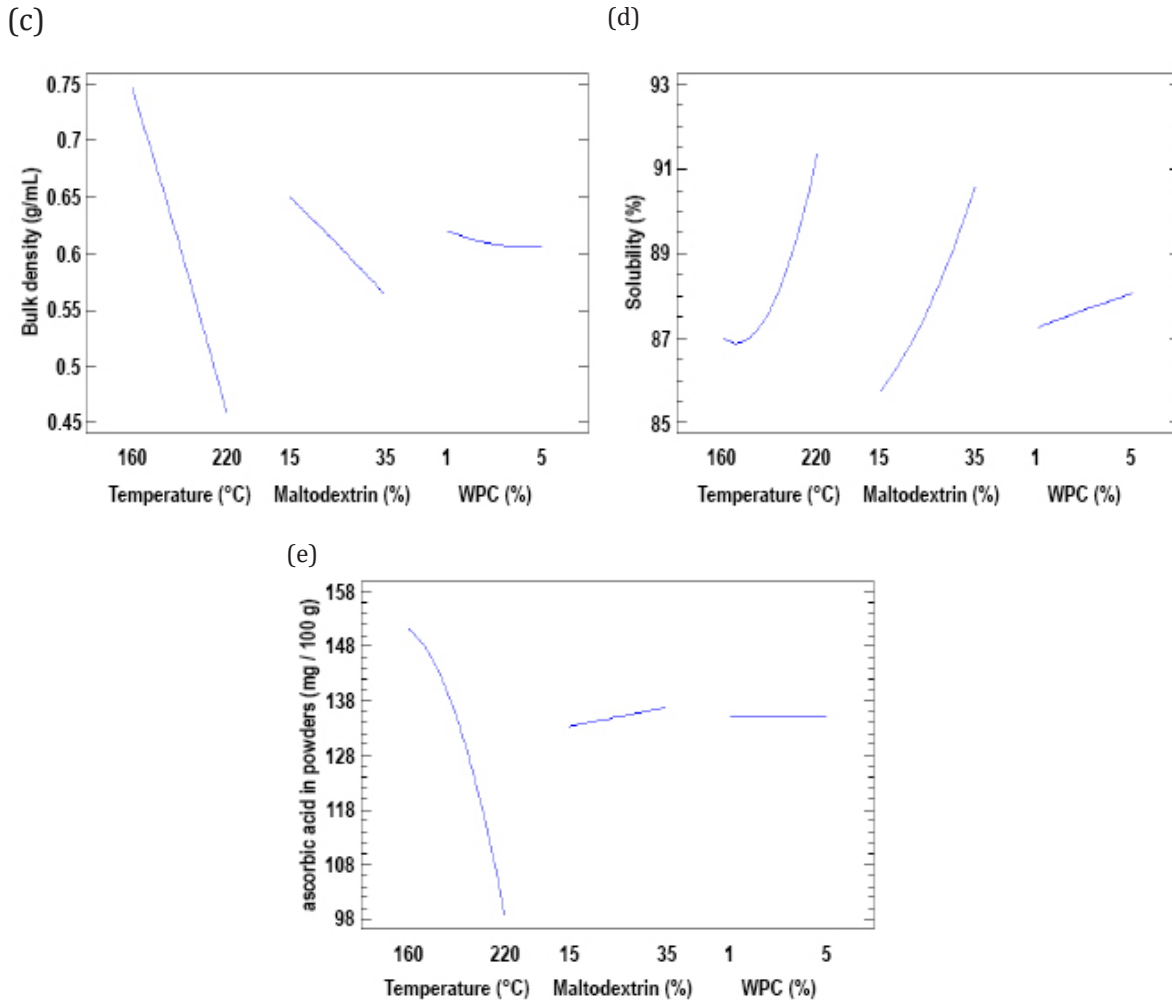 (c)
(d)
Bulk density (g/mL)
0.75
0.7
0.65
0.6
0.55
0.5
0.45
160 220 15 35 1 5
Temperature (°C) Maltodextrin (%) WPC (%)
Solubility (%)
93
91
89
87
85
160 220 15 35 1 5
Temperature (°C) Maltodextrin (%) WPC (%)
(e)
ascorbic acid in powders (mg / 100 g)
158
148
138
128
118
108
98
160 220 15 35 1 5
Temperature (°C) Maltodextrin (%) WPC (%)